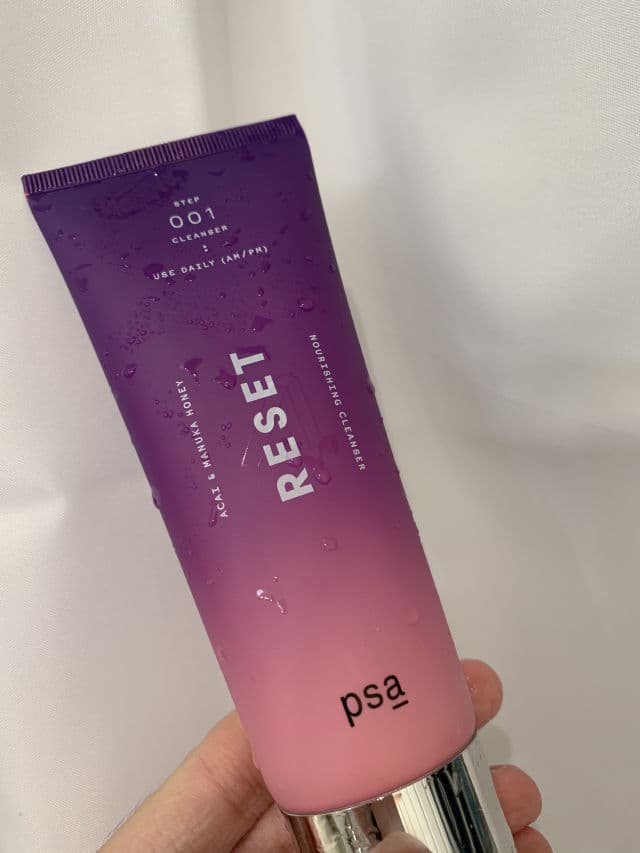 STEP
001
CLEANSER
:
USE DAILY (AM/PM)
ACAI & MANUKA HONEY
RESET
NOURISHING CLEANSER
psa